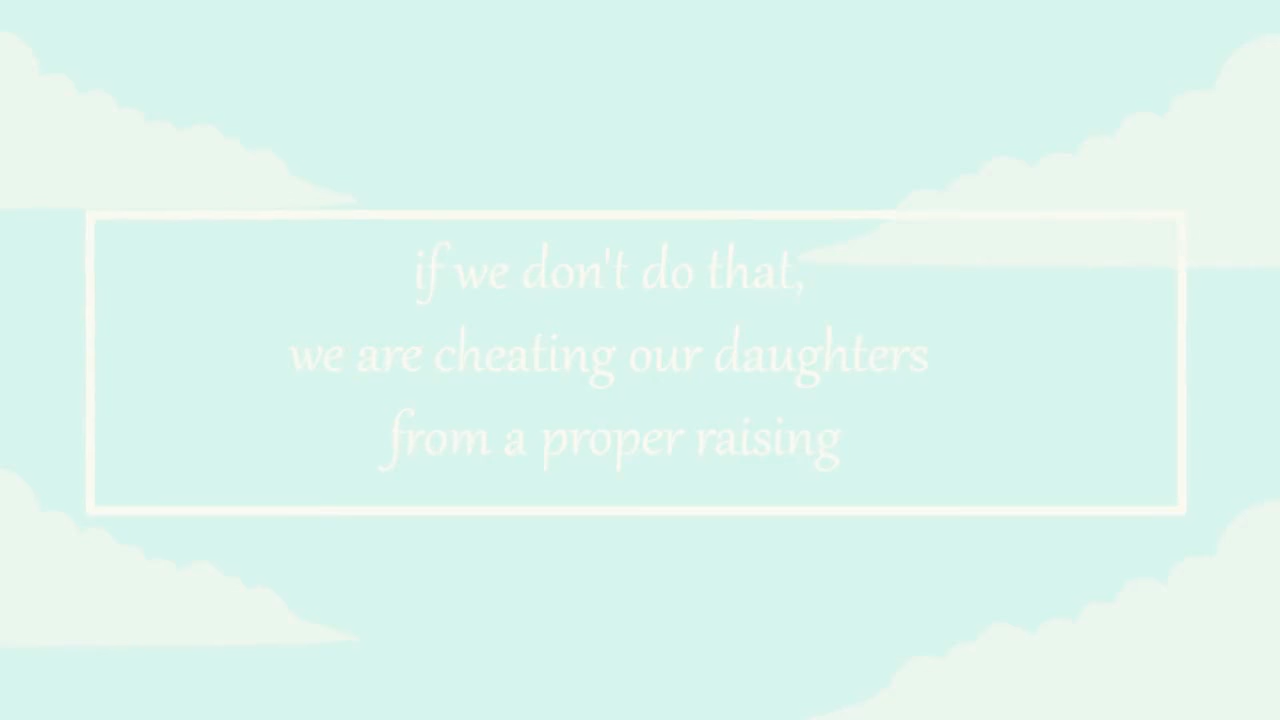 if we don't do that,
we are cheating our daughters
from a proper raising